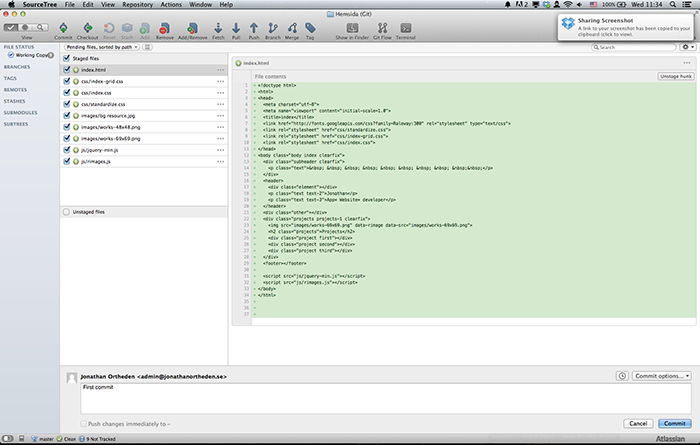 SourceTree File Edit View Repository Actions Window Help
100% Wed 11:34
Hemsida (Git)
Sharing Screenshot
A link to your screenshot has been copied to your
clipboard (click to view).
View Commit Checkout Reset Stash Add Add/Remove Remove Fetch Pull Push Branch Merge Tag Show in Finder Git Flow Terminal
FILE STATUS
Working Copy 9
BRANCHES
TAGS
REMOTES
STASHES
SUBMODULES
SUBTREES
Pending files, sorted by path
Search
Staged files
index.html
css/index-grid.css
css/index.css
css/standardize.css
images/bg resource.jpg
images/works-48x48.png
images/works-69x69.png
js/jquery-min.js
js/rimages.js
Unstaged files
index.html
File contents
Unstage hunk
1 + <!doctype html>
2 + <html>
3 + <head>
4 + <meta charset="utf-8">
5 + <meta name="viewport" content="initial-scale=1.0">
6 + <title>index</title>
7 + <link href="http://fonts.googleapis.com/css?family=Raleway:300" rel="stylesheet" type="text/css">
8 + <link rel="stylesheet" href="css/standardize.css">
9 + <link rel="stylesheet" href="css/index-grid.css">
10 + <link rel="stylesheet" href="css/index.css">
11 + </head>
12 + <body class="body index clearfix">
13 + <div class="subheader clearfix">
14 + <p class="text">&nbsp; &nbsp; &nbsp; &nbsp; &nbsp; &nbsp; &nbsp;&nbsp;</p>
15 + </div>
16 + <header>
17 + <div class="element"></div>
18 + <p class="text text-2">Jonathan</p>
19 + <p class="text text-3">App+ Website+ developer</p>
20 + </header>
21 + <div class="other"></div>
22 + <div class="projects projects-1 clearfix">
23 + <img src="images/works-69x69.png" data-rimage data-src="images/works-69x69.png">
24 + <h2 class="projects">Projects</h2>
25 + <div class="project first"></div>
26 + <div class="project second"></div>
27 + <div class="project third"></div>
28 + </div>
29 + <footer></footer>
30 +
31 + <script src="js/jquery-min.js"></script>
32 + <script src="js/rimages.js"></script>
33 + </body>
34 + </html>
35 +
36 +
37 +
Jonathan Ortheden <admin@jonathanortheden.se>
Commit options...
First commit
Push changes immediately to -
Cancel Commit
master Clean 9 Not Tracked
Atlassian